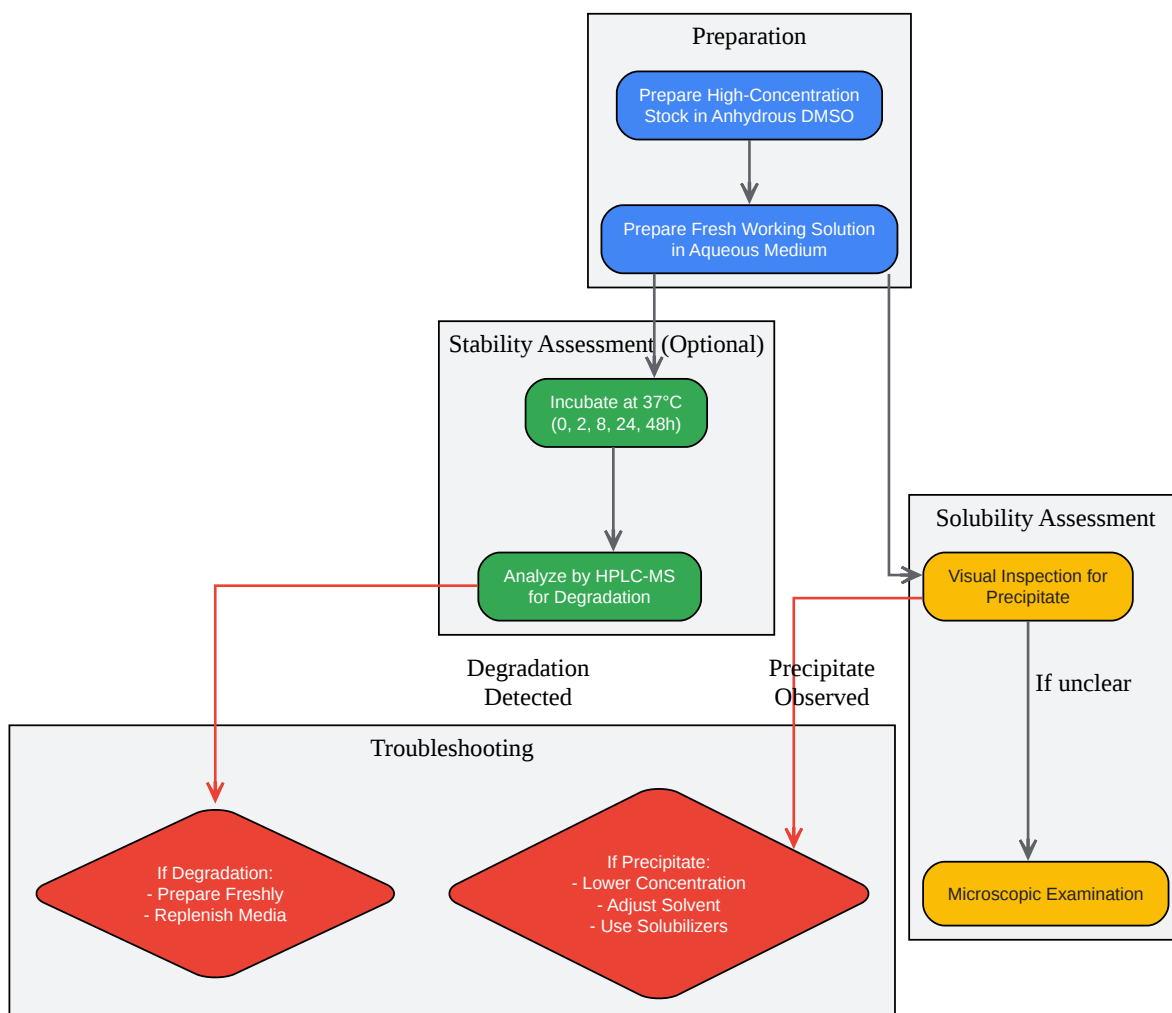 Preparation
Prepare High-Concentration
Stock in Anhydrous DMSO
Prepare Fresh Working Solution
in Aqueous Medium
Stability Assessment (Optional)
Incubate at 37°C
(0, 2, 8, 24, 48h)
Analyze by HPLC-MS
for Degradation
Solubility Assessment
Visual Inspection for
Precipitate
Degradation
Detected
Precipitate
Observed
If unclear
Troubleshooting
If Degradation:
- Prepare Freshly
- Replenish Media
If Precipitate:
- Lower Concentration
- Adjust Solvent
- Use Solubilizers
Microscopic Examination